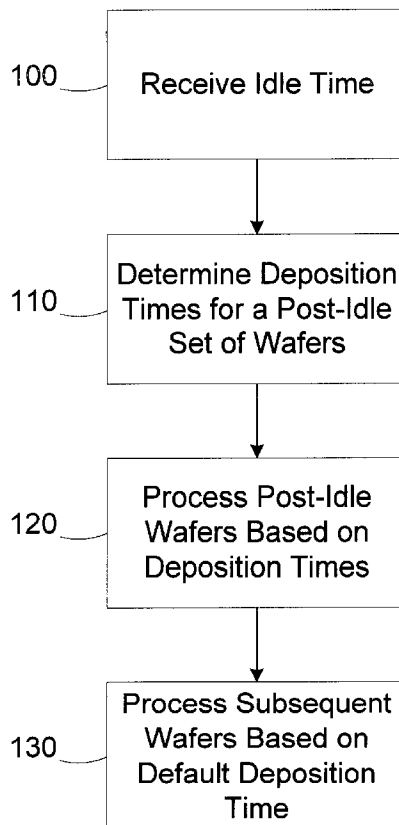 100
Receive Idle Time
110
Determine Deposition
Times for a Post-Idle
Set of Wafers
120
Process Post-Idle
Wafers Based on
Deposition Times
130
Process Subsequent
Wafers Based on
Default Deposition
Time